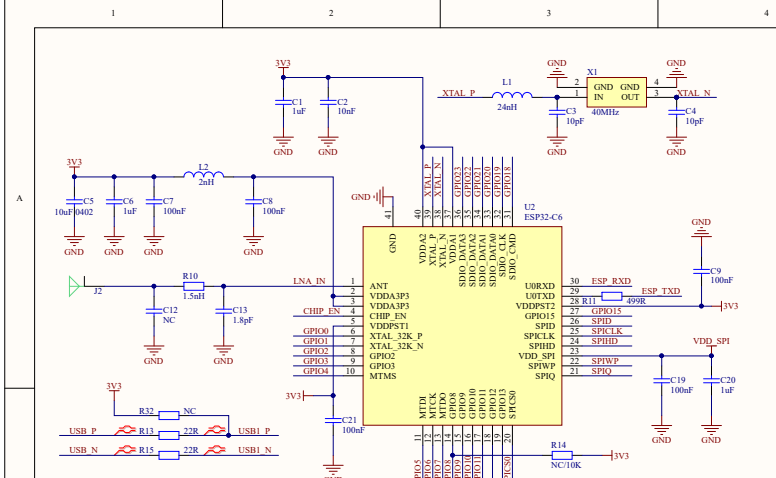 1 2 3 4
A
3V3
C1
1uF
C2
10nF
GND GND
XTAL_P
L1
24nH
GND
X1
GND
2 GND GND 4
1 IN OUT 3
40MHz
XTAL_N
C3
10pF
C4
10pF
GND GND
3V3
L2
2nH
C5
10uF/0402
C6
1uF
C7
100nF
C8
100nF
GND GND GND GND
GND
XTAL_P
XTAL_N
GPIO23
GPIO22
GPIO21
GPIO20
GPIO19
GPIO18
41 40 39 38 37 36 35 34 33 32 31
U2
ESP32-C6
GND
VDDA2
XTAL_P
XTAL_N
VDDA1
SDIO_DATA3
SDIO_DATA2
SDIO_DATA1
SDIO_DATA0
SDIO_CLK
SDIO_CMD
J2
R10
1.5nH
LNA_IN
C12
NC
C13
1.8pF
GND GND
CHIP_EN
GPIO0
GPIO1
GPIO2
GPIO3
GPIO4
1 ANT
2 VDDA3P3
3 VDDA3P3
4 CHIP_EN
5 VDDPST1
6 XTAL_32K_P
7 XTAL_32K_N
8 GPIO2
9 GPIO3
10 MTMS
U0RXD 30 ESP_RXD
U0TXD 29 ESP_TXD
VDDPST2 28 R11 499R
GPIO15 27 GPIO15
SPID 26 SPID
SPICLK 25 SPICLK
SPIHD 24 SPIHD
VDD_SPI 23
SPIWP 22 SPIWP
SPIQ 21 SPIQ
GND
C9
100nF
3V3
VDD_SPI
C19
100nF
C20
1uF
GND GND
3V3
C21
100nF
GND
MTDI
MTCK
MTDO
GPIO8
GPIO9
GPIO10
GPIO11
GPIO12
GPIO13
SPICS0
11 12 13 14 15 16 17 18 19 20
PIO5
PIO6
PIO7
PIO8
PIO9
PIO10
PIO11
PICS0
R14
NC/10K
3V3
3V3
R32 NC
USB_P R13 22R USB1_P
USB_N R15 22R USB1_N